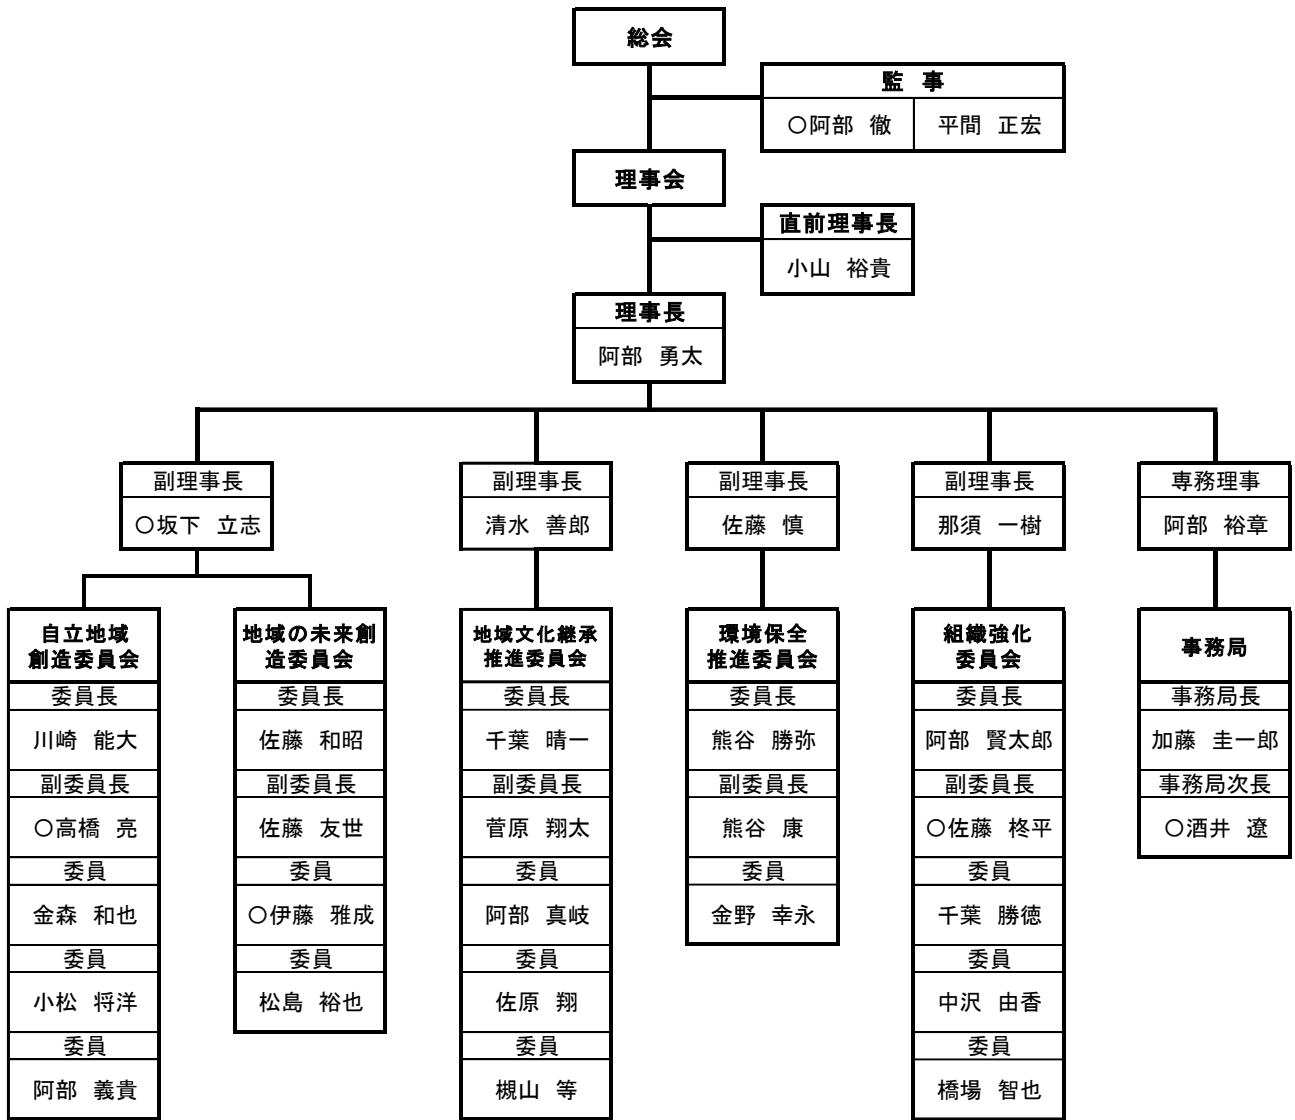 総会
監　事
○阿部　徹
平間　正宏
理事会
直前理事長
小山　裕貴
理事長
阿部　勇太
副理事長
○坂下　立志
副理事長
清水　善郎
副理事長
佐藤　慎
副理事長
那須　一樹
専務理事
阿部　裕章
自立地域
創造委員会
委員長
川崎　能大
副委員長
○高橋　亮
委員
金森　和也
委員
小松　将洋
委員
阿部　義貴
地域の未来創
造委員会
委員長
佐藤　和昭
副委員長
佐藤　友世
委員
○伊藤　雅成
委員
松島　裕也
地域文化継承
推進委員会
委員長
千葉　晴一
副委員長
菅原　翔太
委員
阿部　真岐
委員
佐原　翔
委員
槻山　等
環境保全
推進委員会
委員長
熊谷　勝弥
副委員長
熊谷　康
委員
金野　幸永
組織強化
委員会
委員長
阿部　賢太郎
副委員長
○佐藤　柊平
委員
千葉　勝徳
委員
中沢　由香
委員
橋場　智也
事務局
事務局長
加藤　圭一郎
事務局次長
○酒井　遼